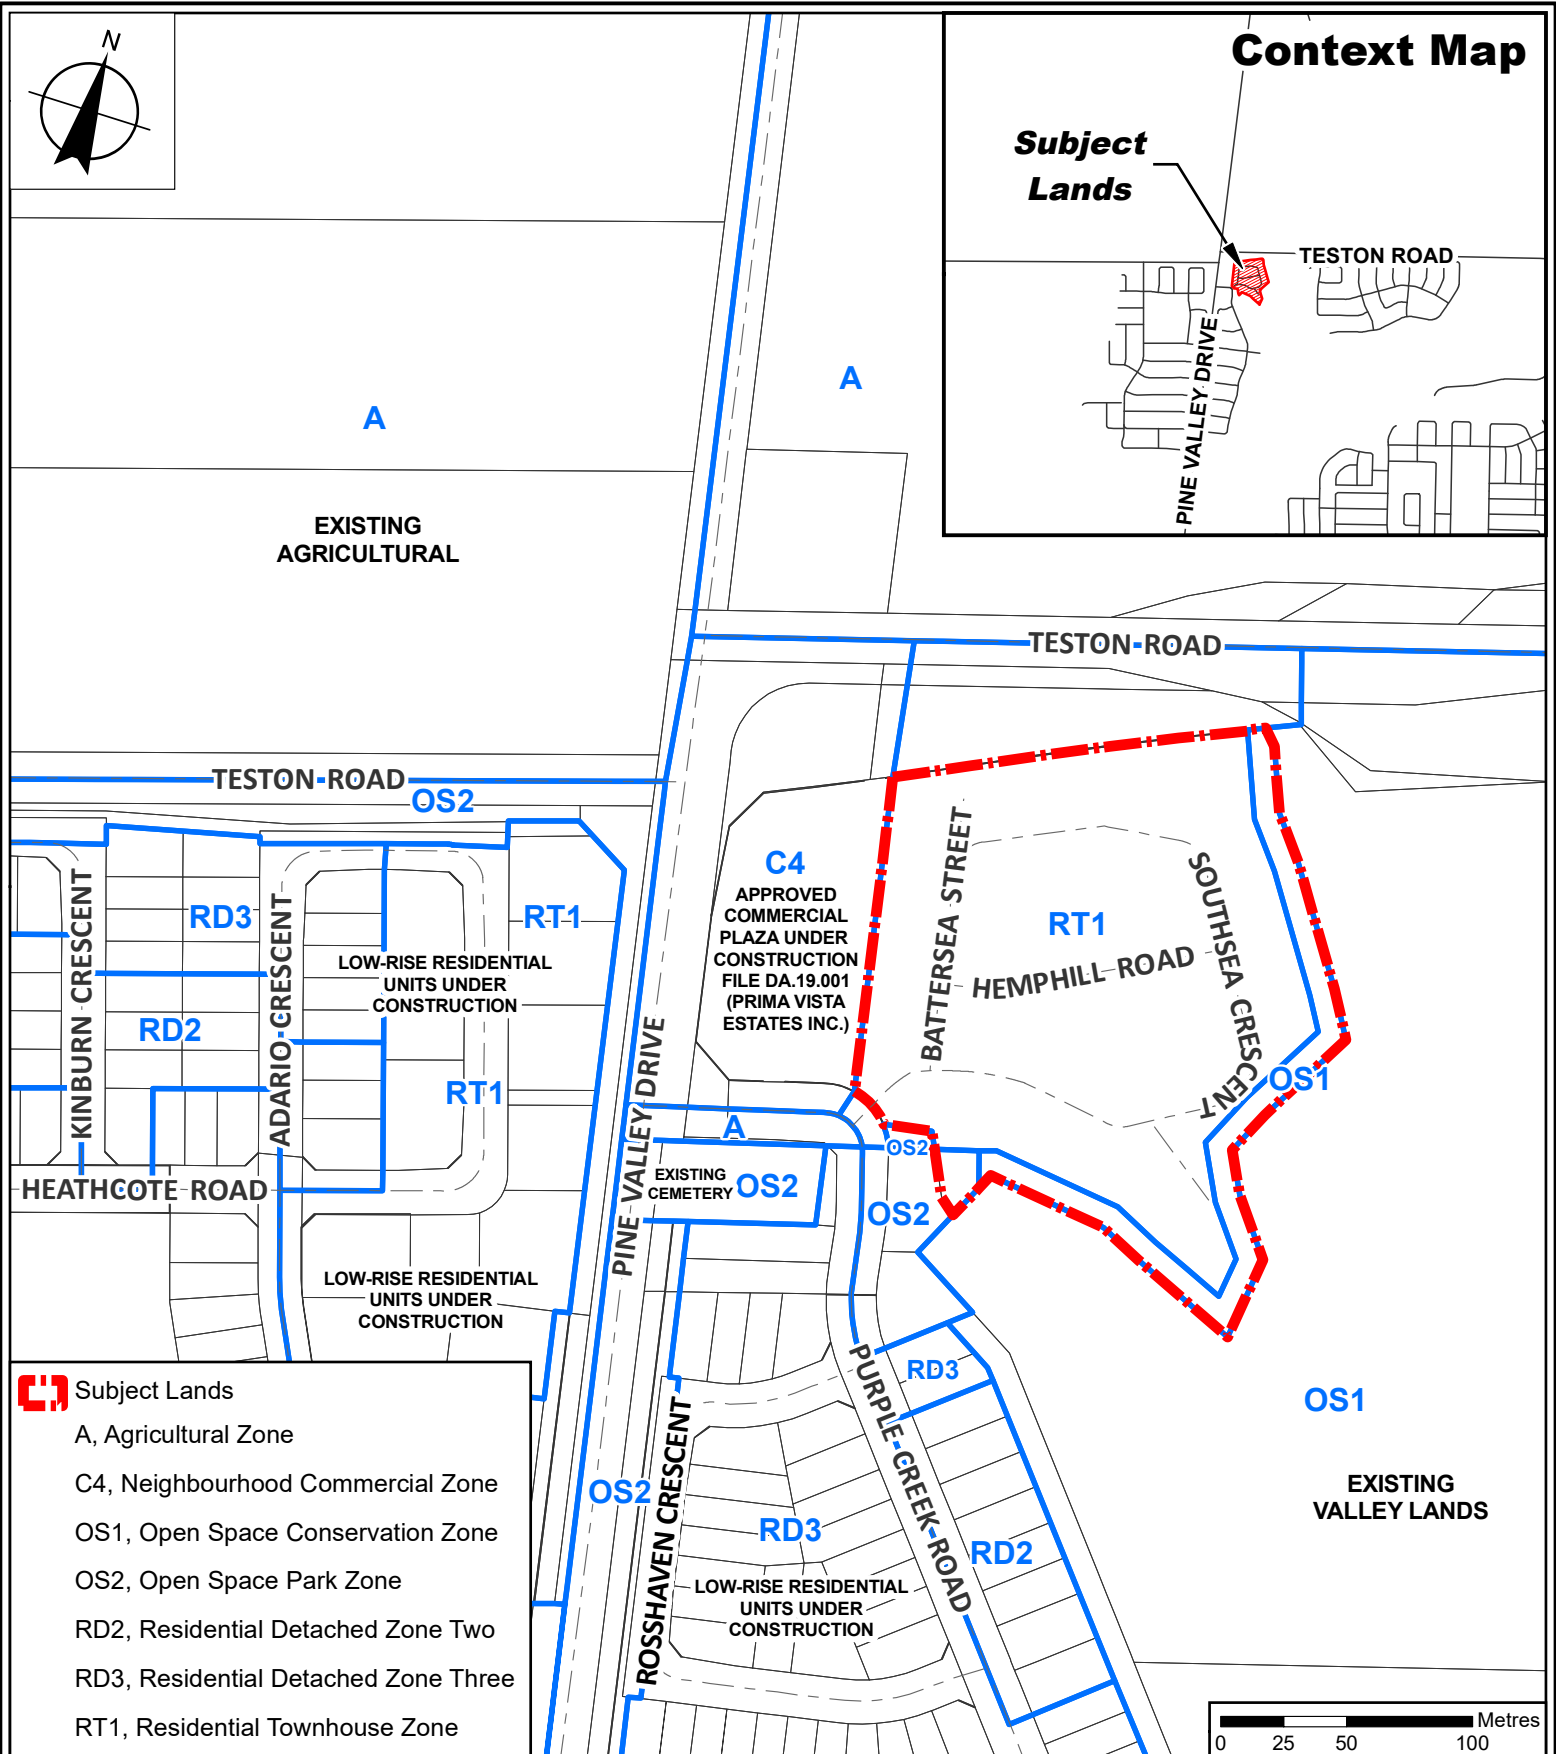 N
Context Map
Subject
Lands
TESTON ROAD
PINE VALLEY DRIVE
A
A
EXISTING
AGRICULTURAL
TESTON ROAD
TESTON ROAD
OS2
C4
APPROVED
COMMERCIAL
PLAZA UNDER
CONSTRUCTION
FILE DA.19.001
(PRIMA VISTA
ESTATES INC.)
BATTERSEA STREET
RT1
HEMPHILL ROAD
SOUTHSEA CRESCENT
OS1
KINBURN CRESCENT
RD3
ADARIO CRESCENT
RT1
LOW-RISE RESIDENTIAL
UNITS UNDER
CONSTRUCTION
RD2
RT1
PINE VALLEY DRIVE
A
OS2
EXISTING
CEMETERY
OS2
OS2
HEATHCOTE ROAD
LOW-RISE RESIDENTIAL
UNITS UNDER
CONSTRUCTION
RD3
PURPLE CREEK ROAD
OS1
EXISTING
VALLEY LANDS
OS2
ROSSHAVEN CRESCENT
RD3
RD2
LOW-RISE RESIDENTIAL
UNITS UNDER
CONSTRUCTION
Subject Lands
A, Agricultural Zone
C4, Neighbourhood Commercial Zone
OS1, Open Space Conservation Zone
OS2, Open Space Park Zone
RD2, Residential Detached Zone Two
RD3, Residential Detached Zone Three
RT1, Residential Townhouse Zone
Metres
0 25 50 100